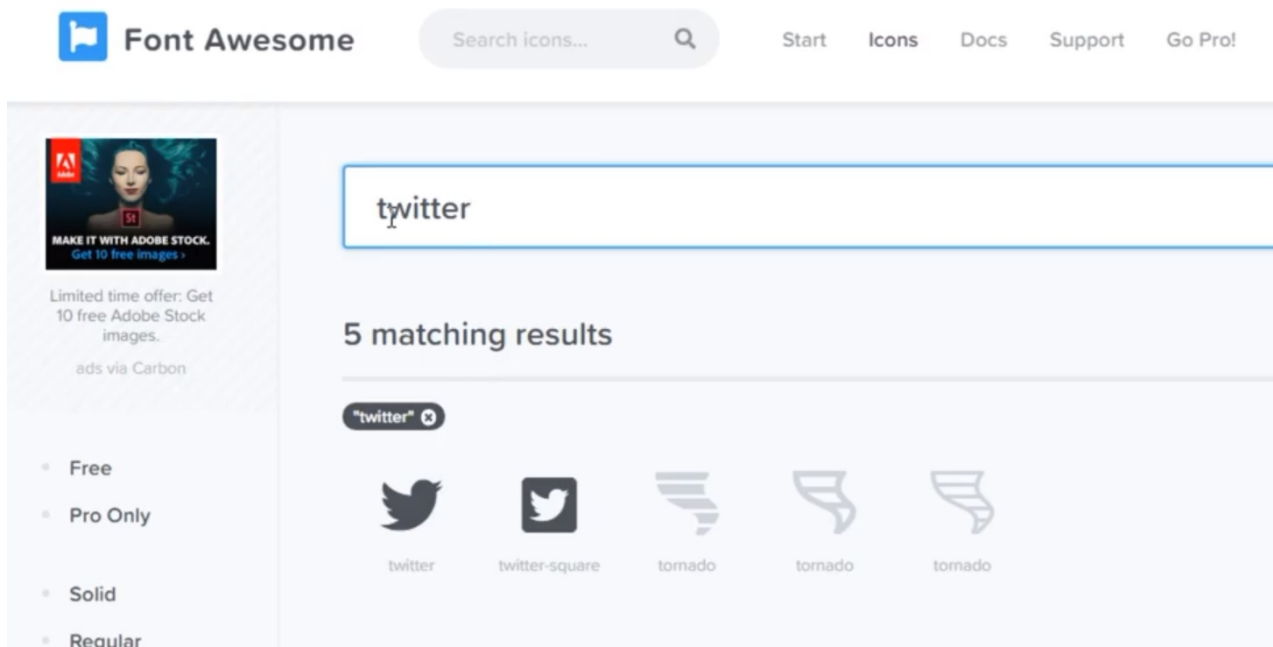 Font Awesome
Search icons...
Start Icons Docs Support Go Pro!
Adobe
St
MAKE IT WITH ADOBE STOCK.
Get 10 free images ›
Limited time offer: Get
10 free Adobe Stock
images.
ads via Carbon
Free
Pro Only
Solid
Regular
twitter
5 matching results
"twitter"
twitter twitter-square tornado tornado tornado